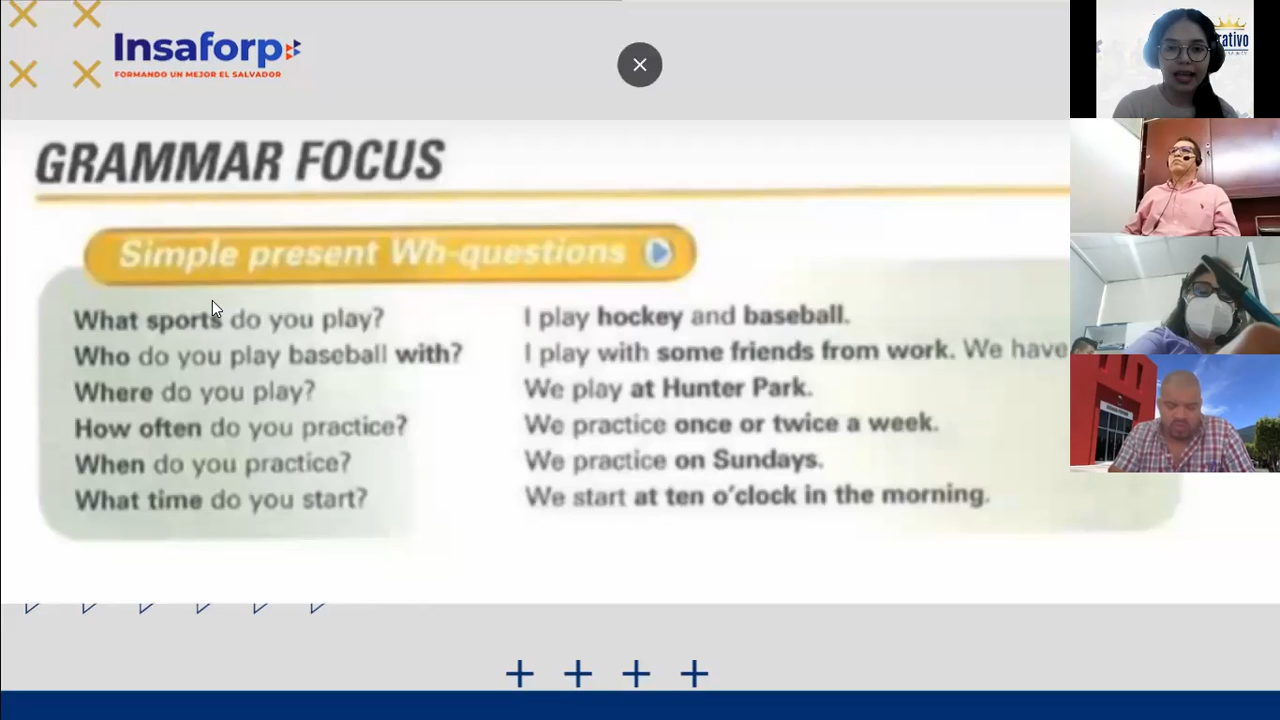 Insaforp
FORMANDO UN MEJOR EL SALVADOR
GRAMMAR FOCUS
Simple present Wh-questions
What sports do you play? I play hockey and baseball.
Who do you play baseball with? I play with some friends from work. We have
Where do you play? We play at Hunter Park.
How often do you practice? We practice once or twice a week.
When do you practice? We practice on Sundays.
What time do you start? We start at ten o'clock in the morning.